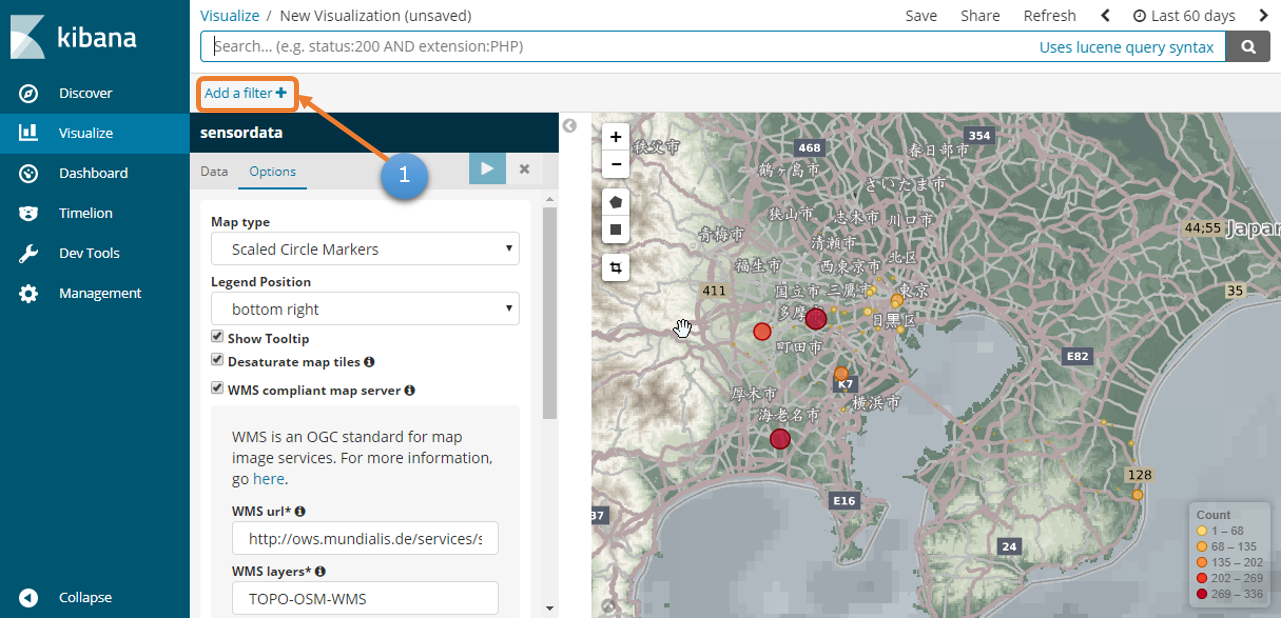 kibana
Discover
Visualize
Dashboard
Timelion
Dev Tools
Management
Collapse
Visualize / New Visualization (unsaved)
Save Share Refresh Last 60 days
Search... (e.g. status:200 AND extension:PHP)
Uses lucene query syntax
Add a filter +
1
sensordata
Data Options
Map type
Scaled Circle Markers
Legend Position
bottom right
Show Tooltip
Desaturate map tiles
WMS compliant map server
WMS is an OGC standard for map
image services. For more information,
go here.
WMS url*
http://ows.mundialis.de/services/s
WMS layers*
TOPO-OSM-WMS
+
−
354
468
秩父市
春日部市
鶴ヶ島市
さいたま市
狭山市 志木市 川口市
44;55 Japan
青梅市
清瀬市
福生市 西東京市 北区
411
国立市 三鷹市 東京
35
多摩
目黒区
町田市
E82
K7
厚木市
横浜市
海老名市
128
E16
37
24
Count
1 – 68
68 – 135
135 – 202
202 – 269
269 – 336